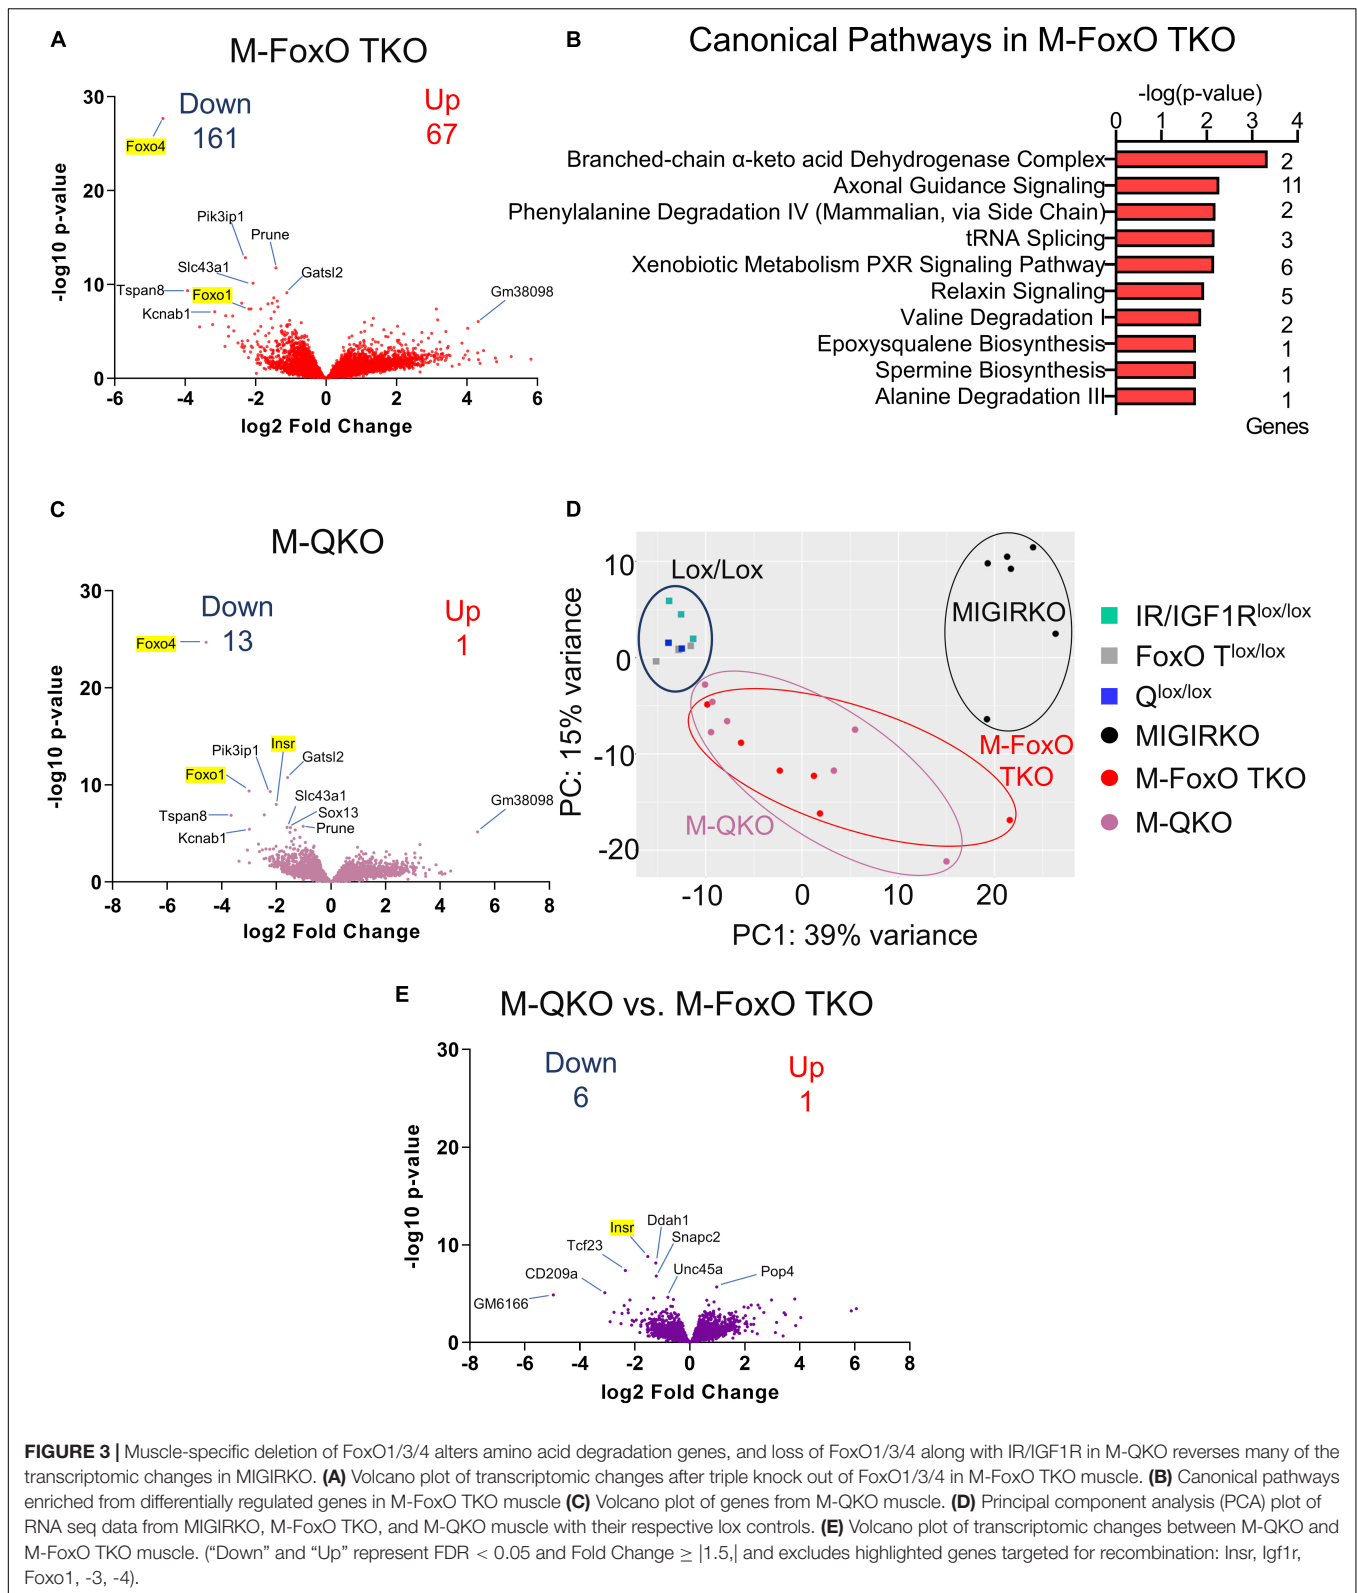 A
M-FoxO TKO
Down
161
Up
67
30
20
10
0
-log10 p-value
Foxo4
Pik3ip1
Prune
Slc43a1
Gatsl2
Tspan8
Foxo1
Kcnab1
Gm38098
-6 -4 -2 0 2 4 6
log2 Fold Change
B
Canonical Pathways in M-FoxO TKO
-log(p-value)
0 1 2 3 4
Branched-chain α-keto acid Dehydrogenase Complex 2
Axonal Guidance Signaling 11
Phenylalanine Degradation IV (Mammalian, via Side Chain) 2
tRNA Splicing 3
Xenobiotic Metabolism PXR Signaling Pathway 6
Relaxin Signaling 5
Valine Degradation I 2
Epoxysqualene Biosynthesis 1
Spermine Biosynthesis 1
Alanine Degradation III 1
Genes
C
M-QKO
Down
13
Up
1
30
20
10
0
-log10 p-value
Foxo4
Insr
Pik3ip1
Gatsl2
Foxo1
Slc43a1
Tspan8
Sox13
Kcnab1
Prune
Gm38098
-8 -6 -4 -2 0 2 4 6 8
log2 Fold Change
D
10
0
-10
-20
PC: 15% variance
Lox/Lox
MIGIRKO
M-FoxO
TKO
M-QKO
-10 0 10 20
PC1: 39% variance
IR/IGF1Rlox/lox
FoxO Tlox/lox
Qlox/lox
MIGIRKO
M-FoxO TKO
M-QKO
E
M-QKO vs. M-FoxO TKO
Down
6
Up
1
30
20
10
0
-log10 p-value
Insr
Ddah1
Snapc2
Tcf23
CD209a
Unc45a
Pop4
GM6166
-8 -6 -4 -2 0 2 4 6 8
log2 Fold Change
FIGURE 3 | Muscle-specific deletion of FoxO1/3/4 alters amino acid degradation genes, and loss of FoxO1/3/4 along with IR/IGF1R in M-QKO reverses many of the
transcriptomic changes in MIGIRKO. (A) Volcano plot of transcriptomic changes after triple knock out of FoxO1/3/4 in M-FoxO TKO muscle. (B) Canonical pathways
enriched from differentially regulated genes in M-FoxO TKO muscle (C) Volcano plot of genes from M-QKO muscle. (D) Principal component analysis (PCA) plot of
RNA seq data from MIGIRKO, M-FoxO TKO, and M-QKO muscle with their respective lox controls. (E) Volcano plot of transcriptomic changes between M-QKO and
M-FoxO TKO muscle. (“Down” and “Up” represent FDR < 0.05 and Fold Change ≥ |1.5,| and excludes highlighted genes targeted for recombination: Insr, Igf1r,
Foxo1, -3, -4).